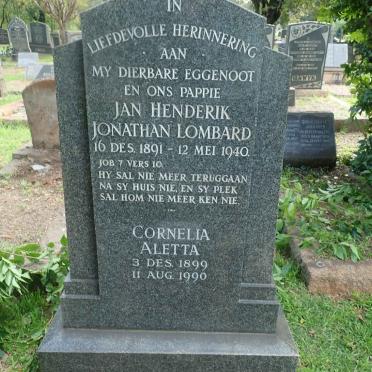 IN
LIEFDEVOLLE HERINNERING
AAN
MY DIERBARE EGGENOOT
EN ONS PAPPIE
JAN HENDERIK
JONATHAN LOMBARD
16 DES. 1891 - 12 MEI 1940.
JOB 7 VERS 10.
HY SAL NIE MEER TERUGGAAN
NA SY HUIS NIE, EN SY PLEK
SAL HOM NIE MEER KEN NIE.
CORNELIA
ALETTA
3 DES. 1899
11 AUG. 1990